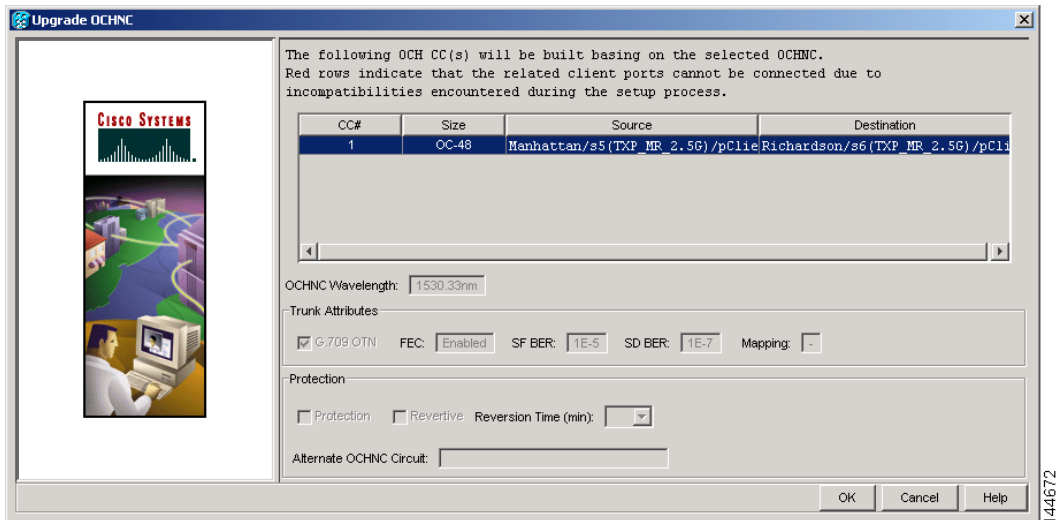 Upgrade OCHNC
CISCO SYSTEMS
The following OCH CC(s) will be built basing on the selected OCHNC.
Red rows indicate that the related client ports cannot be connected due to
incompatibilities encountered during the setup process.
CC# Size Source Destination
1 OC-48 Manhattan/s5(TXP_MR_2.5G)/pClie Richardson/s6(TXP_MR_2.5G)/pCli
OCHNC Wavelength: 1530.33nm
Trunk Attributes
G.709 OTN FEC: Enabled SF BER: 1E-5 SD BER: 1E-7 Mapping: -
Protection
Protection Revertive Reversion Time (min):
Alternate OCHNC Circuit:
OK Cancel Help
144672